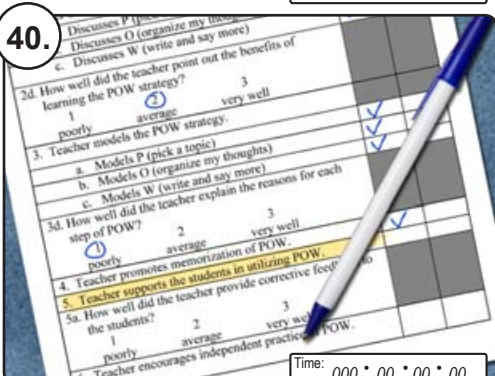 40.
Discusses P (pick
Discusses O (organize my thoughts)
c. Discusses W (write and say more)
2d. How well did the teacher point out the benefits of
learning the POW strategy?
1 2 3
poorly average very well
3. Teacher models the POW strategy.
a. Models P (pick a topic)
b. Models O (organize my thoughts)
c. Models W (write and say more)
3d. How well did the teacher explain the reasons for each
step of POW?
1 2 3
poorly average very well
4. Teacher promotes memorization of POW.
5. Teacher supports the students in utilizing POW.
5a. How well did the teacher provide corrective to
the students?
1 2 3
poorly average very
Teacher encourages independent POW.
Time: 000 : 00 : 00 : 00